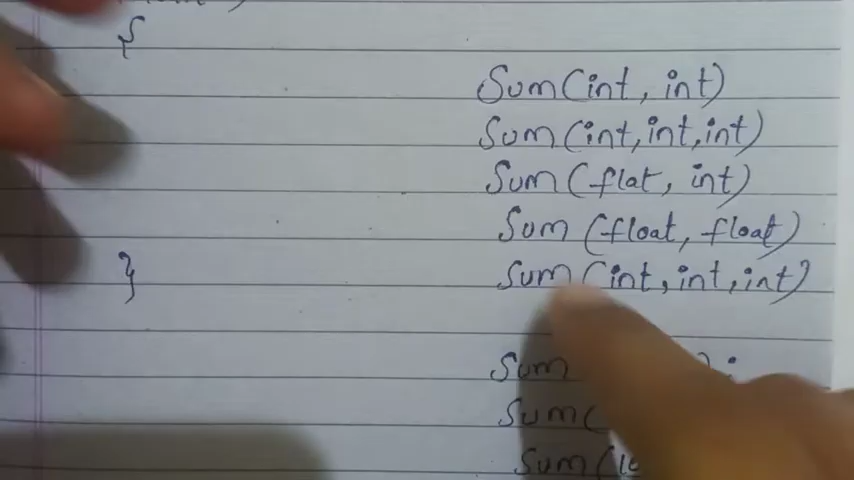 {
Sum(int, int)
Sum(int,int,int)
Sum(flat, int)
Sum (float, float)
}
Sum (int, int, int)
Sum ) ;
Sum(
Sum(